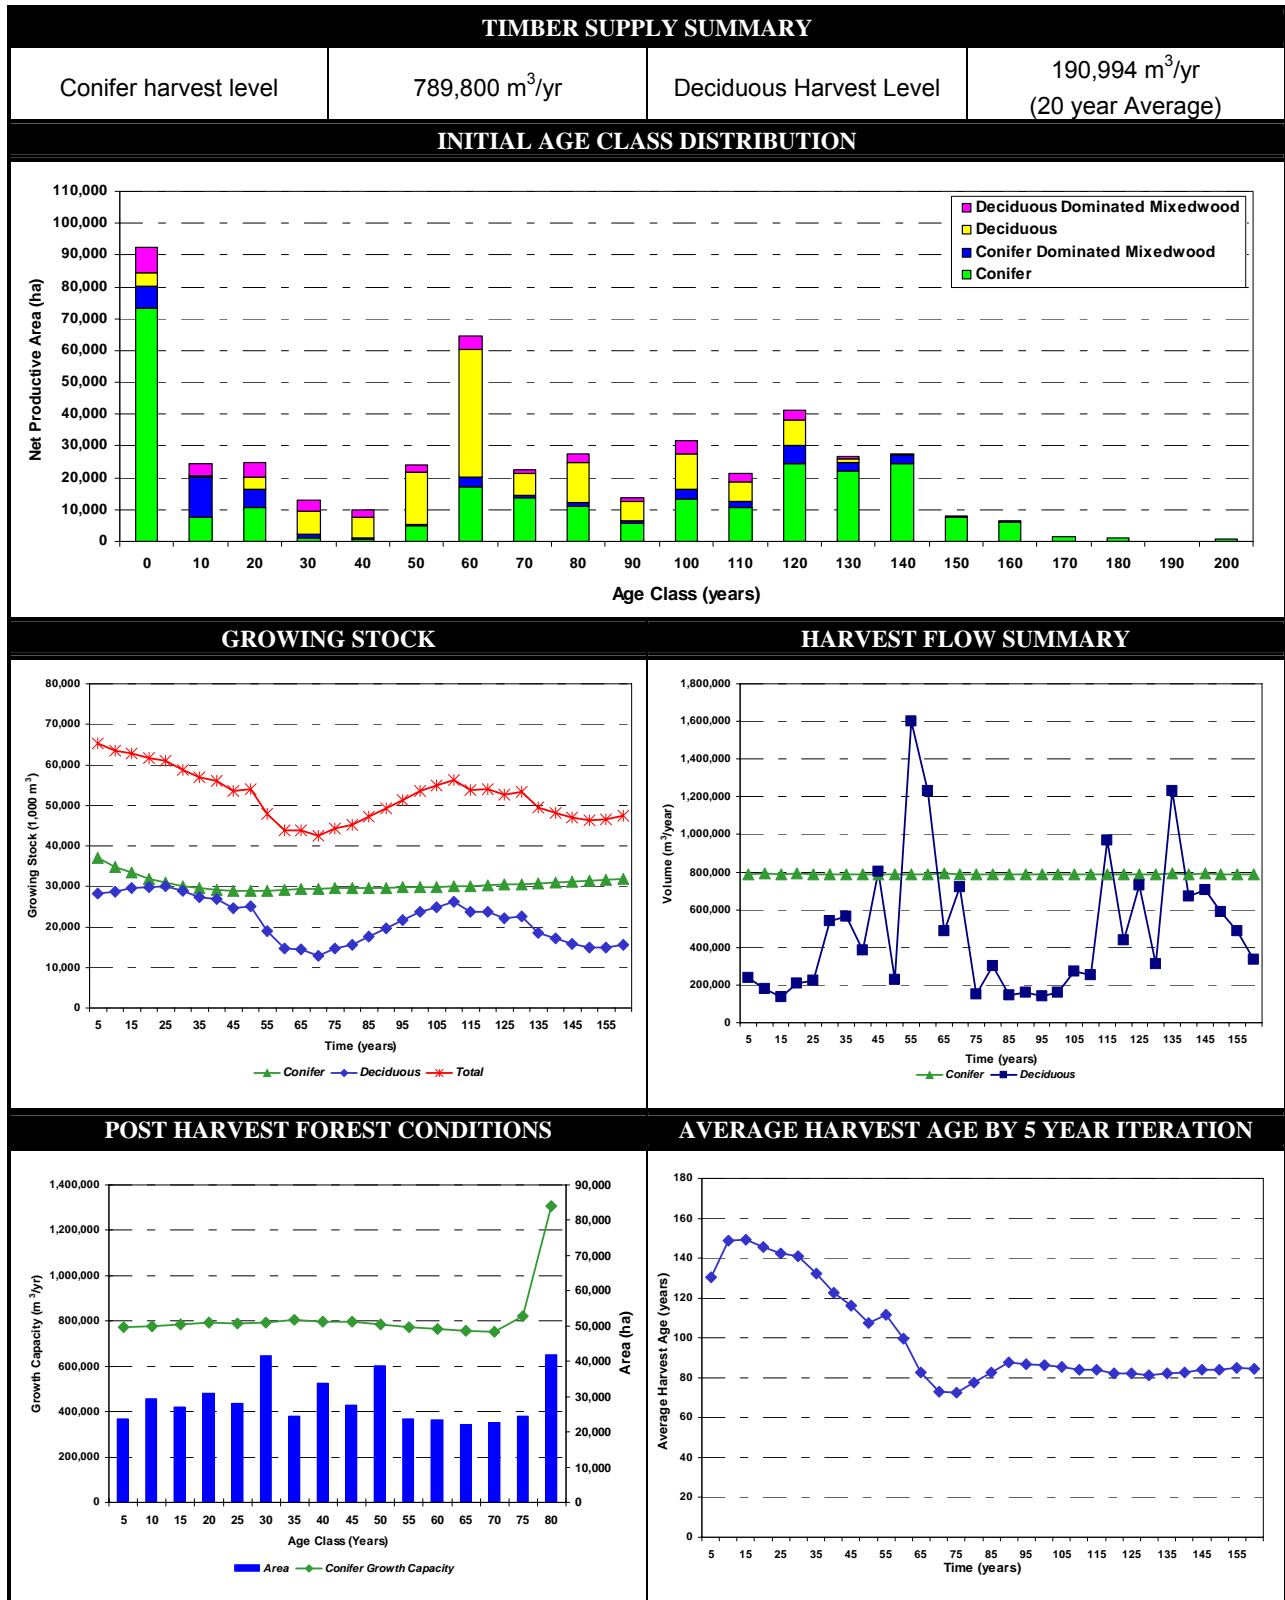 TIMBER SUPPLY SUMMARY
Conifer harvest level
789,800 m³/yr
Deciduous Harvest Level
190,994 m³/yr
(20 year Average)
INITIAL AGE CLASS DISTRIBUTION
Net Productive Area (ha)
110,000
100,000
90,000
80,000
70,000
60,000
50,000
40,000
30,000
20,000
10,000
0
Deciduous Dominated Mixedwood
Deciduous
Conifer Dominated Mixedwood
Conifer
0 10 20 30 40 50 60 70 80 90 100 110 120 130 140 150 160 170 180 190 200
Age Class (years)
GROWING STOCK
Growing Stock (1,000 m³)
80,000
70,000
60,000
50,000
40,000
30,000
20,000
10,000
0
5 15 25 35 45 55 65 75 85 95 105 115 125 135 145 155
Time (years)
Conifer Deciduous Total
HARVEST FLOW SUMMARY
Volume (m³/year)
1,800,000
1,600,000
1,400,000
1,200,000
1,000,000
800,000
600,000
400,000
200,000
0
5 15 25 35 45 55 65 75 85 95 105 115 125 135 145 155
Time (years)
Conifer Deciduous
POST HARVEST FOREST CONDITIONS
Growth Capacity (m³/yr)
1,400,000
1,200,000
1,000,000
800,000
600,000
400,000
200,000
0
90,000
80,000
70,000
60,000
50,000
40,000
30,000
20,000
10,000
0
Area (ha)
5 10 15 20 25 30 35 40 45 50 55 60 65 70 75 80
Age Class (Years)
Area Conifer Growth Capacity
AVERAGE HARVEST AGE BY 5 YEAR ITERATION
Average Harvest Age (years)
180
160
140
120
100
80
60
40
20
0
5 15 25 35 45 55 65 75 85 95 105 115 125 135 145 155
Time (years)